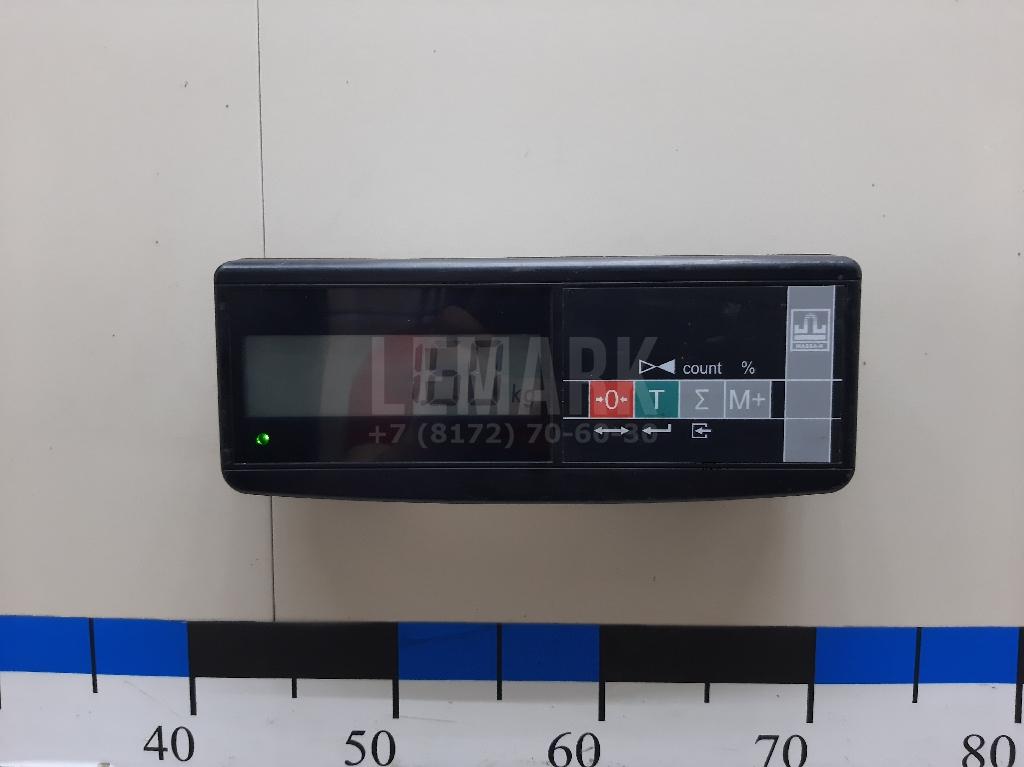 LEMARK
+7 (8172) 70-60-30
kg
count %
→0← T Σ M+
MASSA-K
40 50 60 70 80